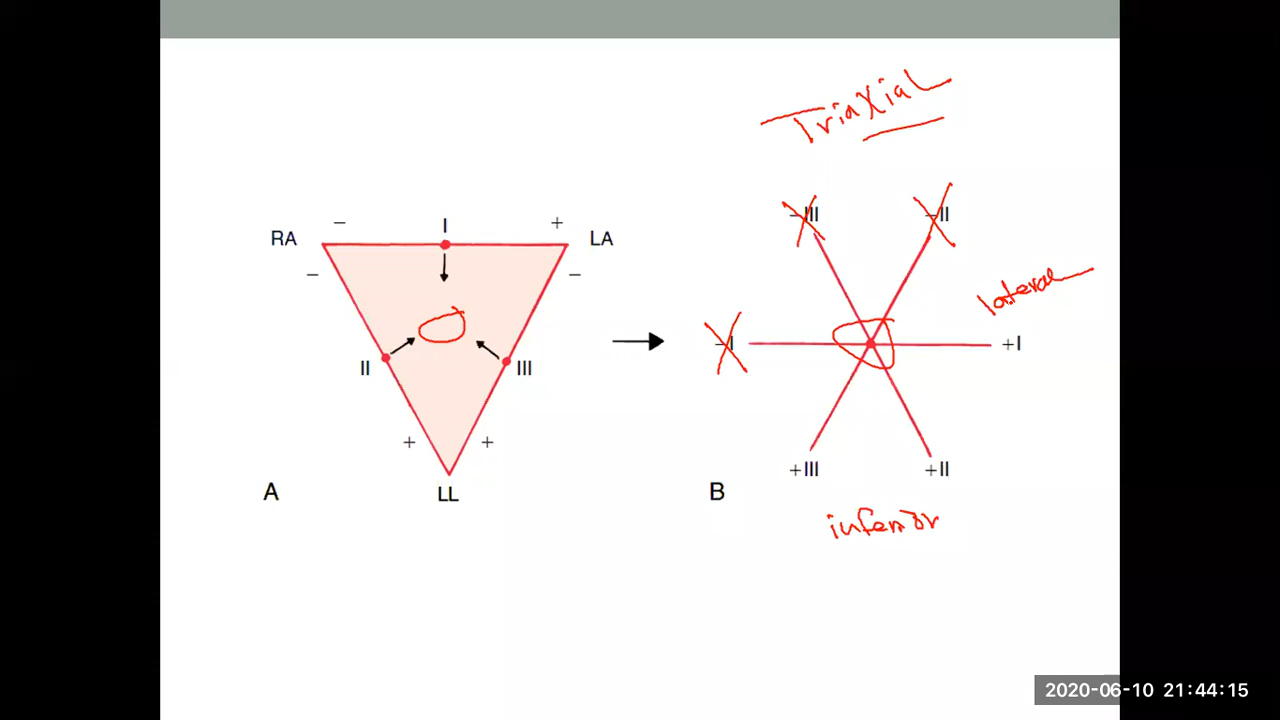 Triaxial
− I +
RA LA
− −
II III
+ +
LL
A
-III -II
lateral
-I +I
+III +II
B
inferior
2020-06-10 21:44:15